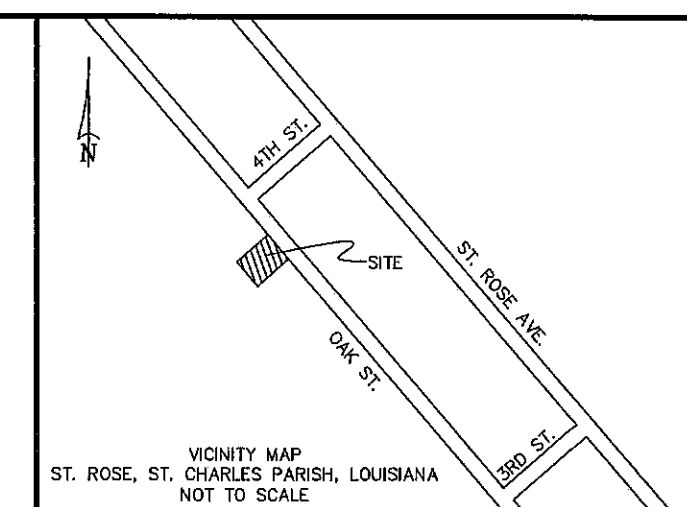 N
4TH ST.
SITE
ST. ROSE AVE.
OAK ST.
3RD ST.
VICINITY MAP
ST. ROSE, ST. CHARLES PARISH, LOUISIANA
NOT TO SCALE